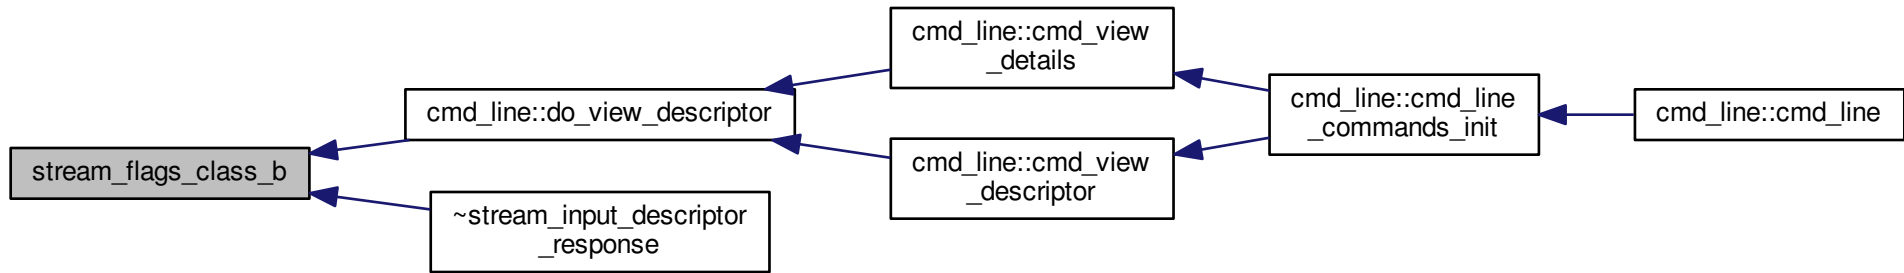 stream_flags_class_b
cmd_line::do_view_descriptor
~stream_input_descriptor
_response
cmd_line::cmd_view
_details
cmd_line::cmd_view
_descriptor
cmd_line::cmd_line
_commands_init
cmd_line::cmd_line